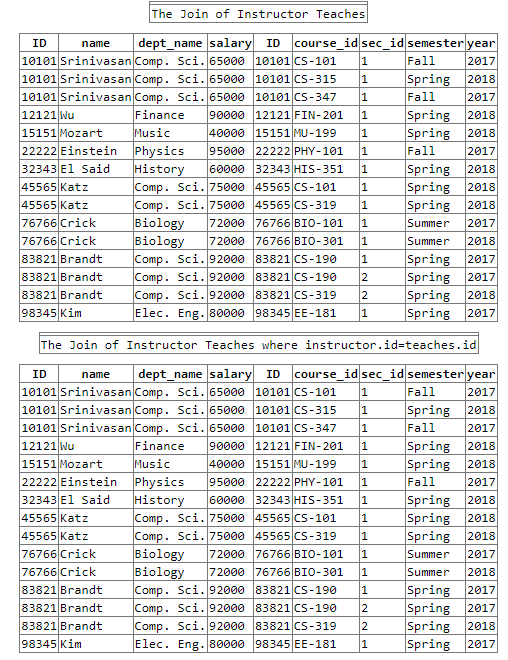 The Join of Instructor Teaches
ID name dept_name salary ID course_id sec_id semester year
10101 Srinivasan Comp. Sci. 65000 10101 CS-101 1 Fall 2017
10101 Srinivasan Comp. Sci. 65000 10101 CS-315 1 Spring 2018
10101 Srinivasan Comp. Sci. 65000 10101 CS-347 1 Fall 2017
12121 Wu Finance 90000 12121 FIN-201 1 Spring 2018
15151 Mozart Music 40000 15151 MU-199 1 Spring 2018
22222 Einstein Physics 95000 22222 PHY-101 1 Fall 2017
32343 El Said History 60000 32343 HIS-351 1 Spring 2018
45565 Katz Comp. Sci. 75000 45565 CS-101 1 Spring 2018
45565 Katz Comp. Sci. 75000 45565 CS-319 1 Spring 2018
76766 Crick Biology 72000 76766 BIO-101 1 Summer 2017
76766 Crick Biology 72000 76766 BIO-301 1 Summer 2018
83821 Brandt Comp. Sci. 92000 83821 CS-190 1 Spring 2017
83821 Brandt Comp. Sci. 92000 83821 CS-190 2 Spring 2017
83821 Brandt Comp. Sci. 92000 83821 CS-319 2 Spring 2018
98345 Kim Elec. Eng. 80000 98345 EE-181 1 Spring 2017
The Join of Instructor Teaches where instructor.id=teaches.id
ID name dept_name salary ID course_id sec_id semester year
10101 Srinivasan Comp. Sci. 65000 10101 CS-101 1 Fall 2017
10101 Srinivasan Comp. Sci. 65000 10101 CS-315 1 Spring 2018
10101 Srinivasan Comp. Sci. 65000 10101 CS-347 1 Fall 2017
12121 Wu Finance 90000 12121 FIN-201 1 Spring 2018
15151 Mozart Music 40000 15151 MU-199 1 Spring 2018
22222 Einstein Physics 95000 22222 PHY-101 1 Fall 2017
32343 El Said History 60000 32343 HIS-351 1 Spring 2018
45565 Katz Comp. Sci. 75000 45565 CS-101 1 Spring 2018
45565 Katz Comp. Sci. 75000 45565 CS-319 1 Spring 2018
76766 Crick Biology 72000 76766 BIO-101 1 Summer 2017
76766 Crick Biology 72000 76766 BIO-301 1 Summer 2018
83821 Brandt Comp. Sci. 92000 83821 CS-190 1 Spring 2017
83821 Brandt Comp. Sci. 92000 83821 CS-190 2 Spring 2017
83821 Brandt Comp. Sci. 92000 83821 CS-319 2 Spring 2018
98345 Kim Elec. Eng. 80000 98345 EE-181 1 Spring 2017